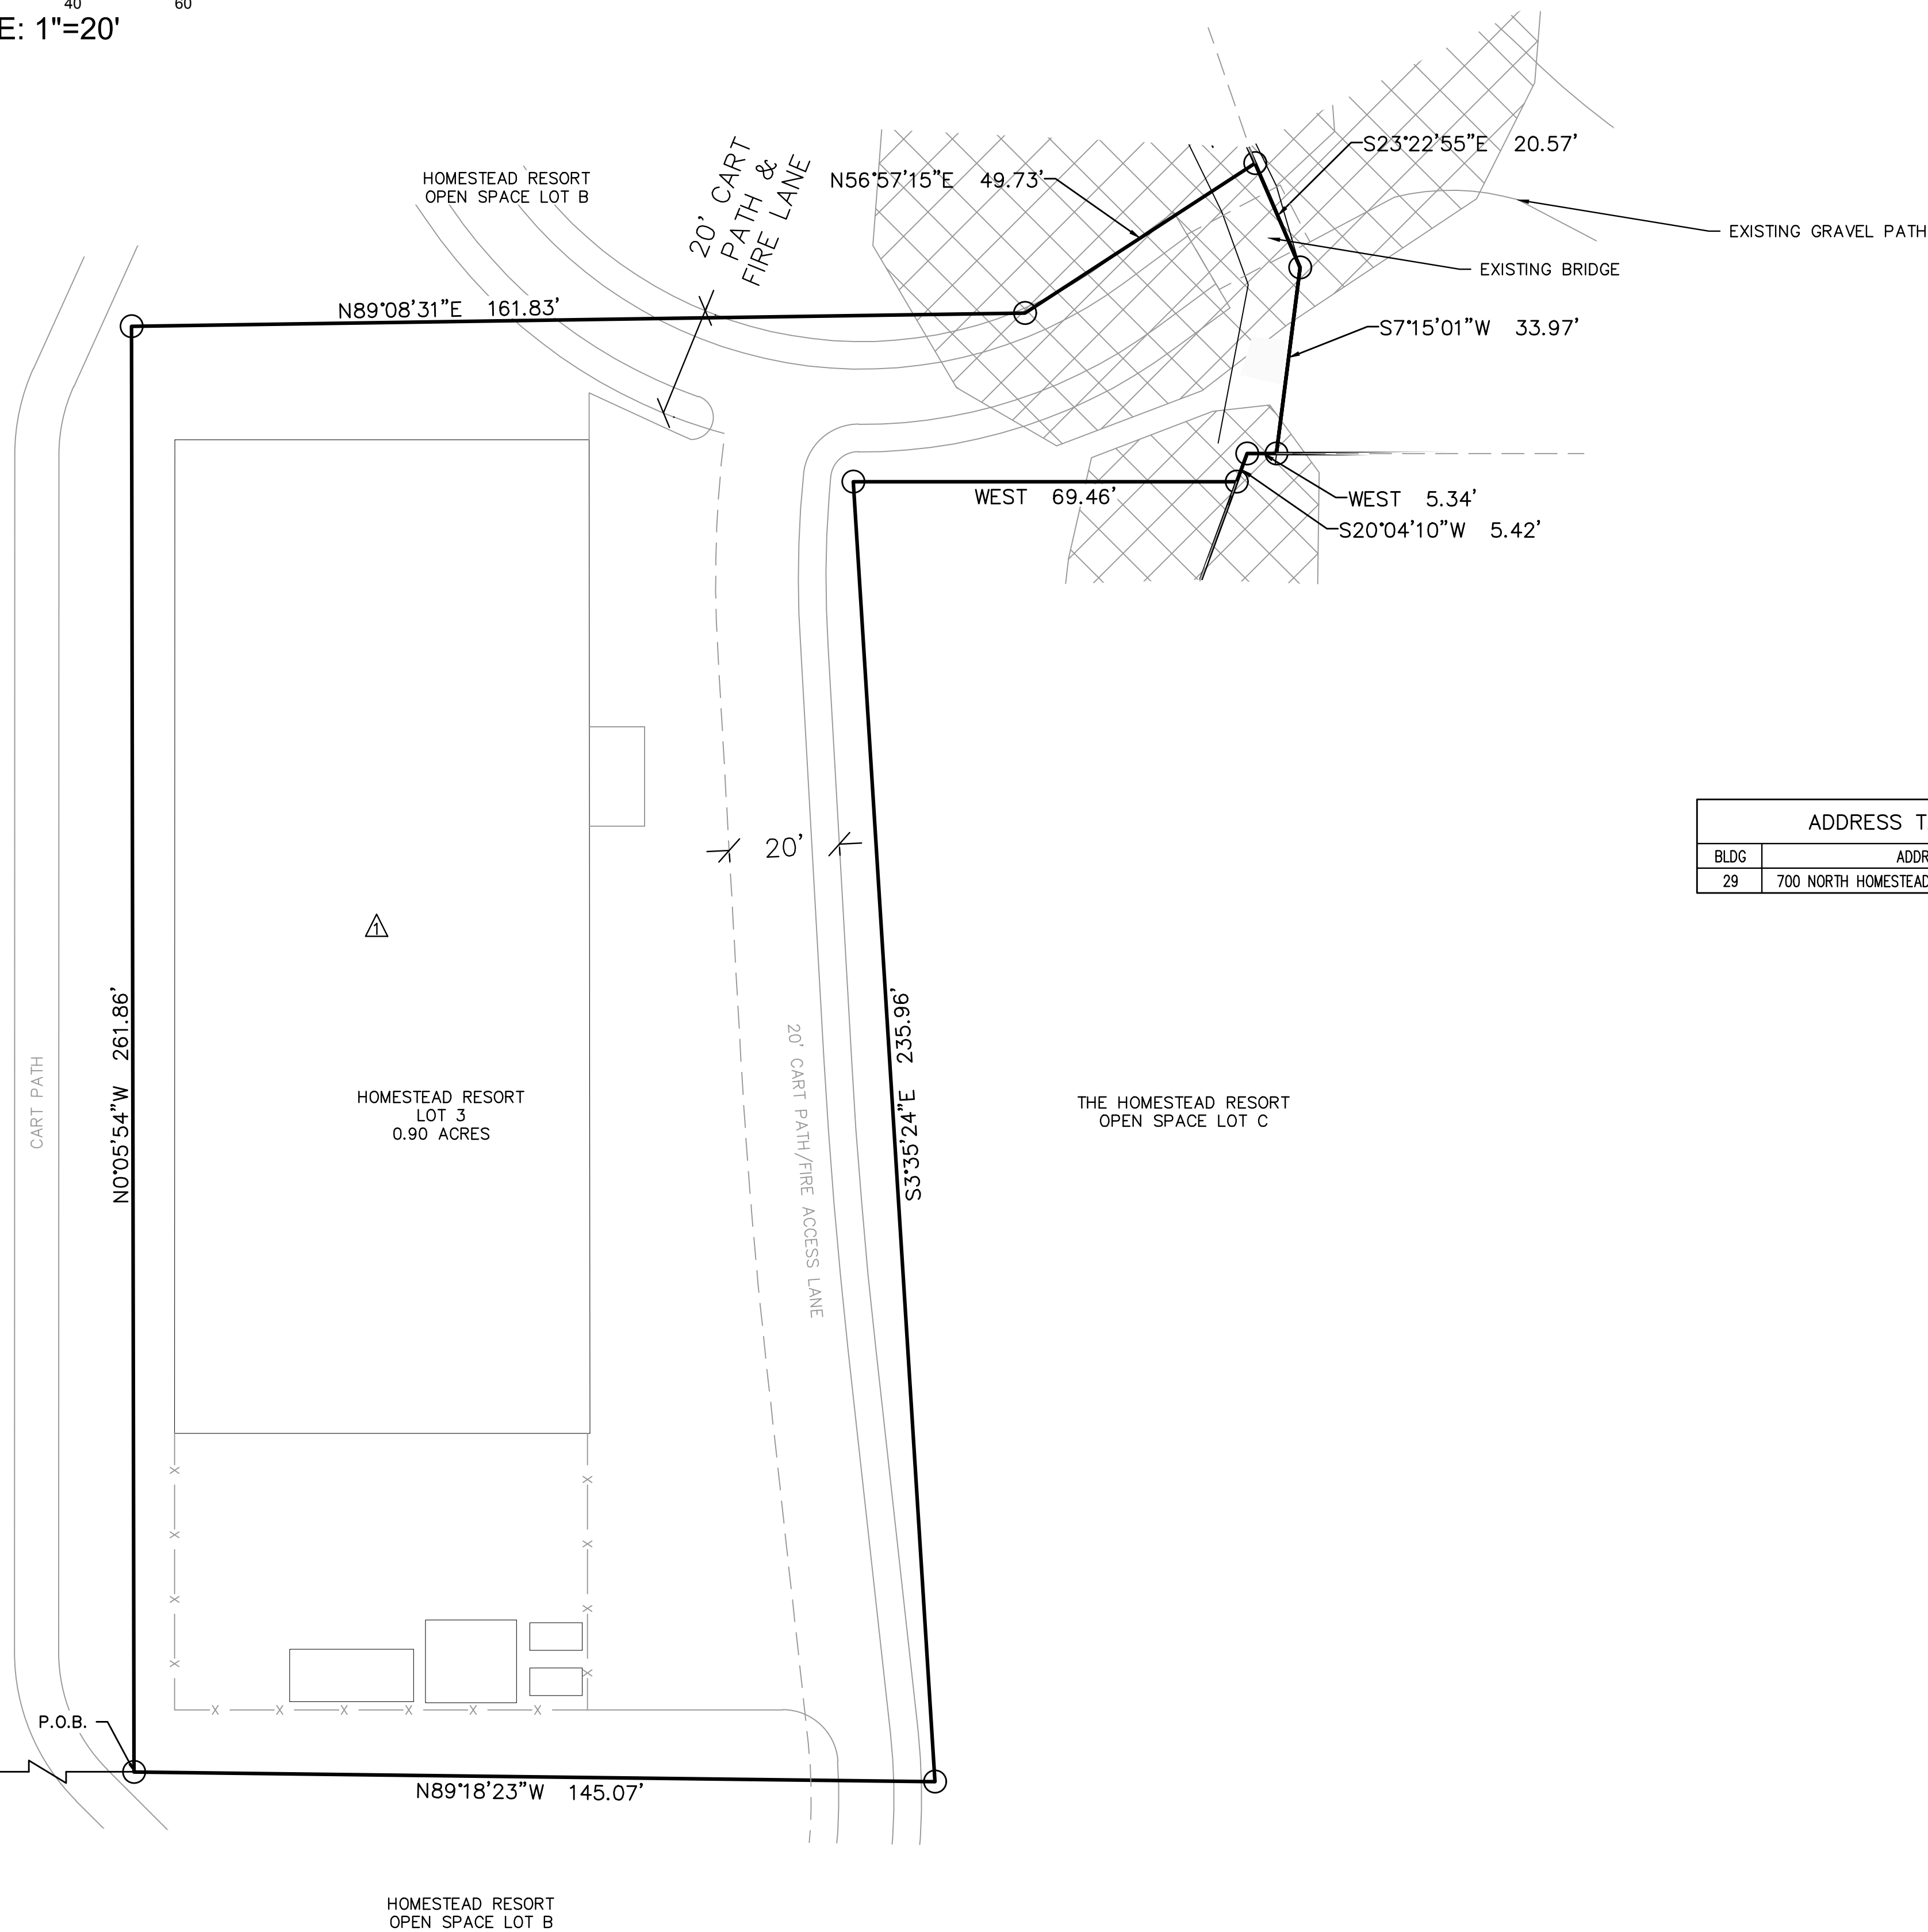 40 60
E: 1"=20'
HOMESTEAD RESORT
OPEN SPACE LOT B
20' CART
PATH &
FIRE LANE
N56°57'15"E 49.73'
S23°22'55"E 20.57'
EXISTING GRAVEL PATH
EXISTING BRIDGE
N89°08'31"E 161.83'
S7°15'01"W 33.97'
WEST 69.46'
WEST 5.34'
S20°04'10"W 5.42'
20'
ADDRESS T
BLDG ADDR
29 700 NORTH HOMESTEAD
1
N0°05'54"W 261.86'
S3°35'24"E 235.96'
CART PATH
20' CART PATH/FIRE ACCESS LANE
HOMESTEAD RESORT
LOT 3
0.90 ACRES
THE HOMESTEAD RESORT
OPEN SPACE LOT C
X X X X X X X X X X X X X X
P.O.B.
N89°18'23"W 145.07'
HOMESTEAD RESORT
OPEN SPACE LOT B